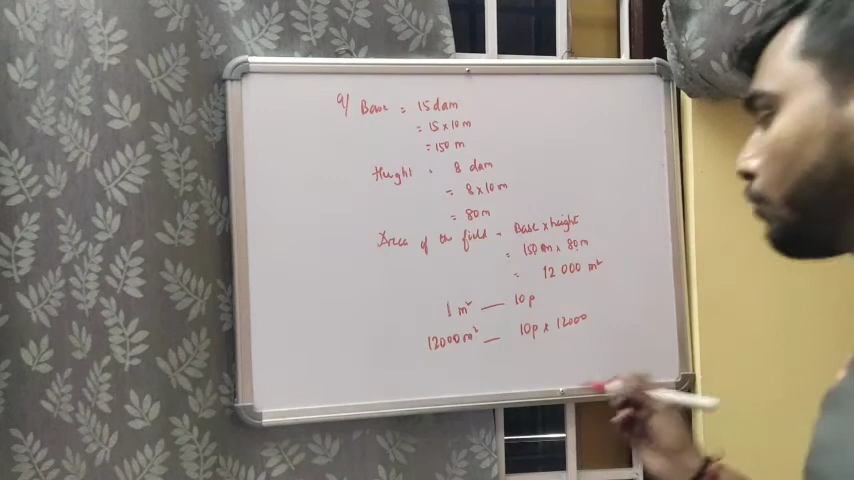 9/ Base = 15 dam
= 15 x 10 m
= 150 m
Height = 8 dam
= 8 x 10 m
= 80 m
Area of the field = Base x height
= 150 m x 80 m
= 12 000 m²
1 m² — 10 p
12000 m² — 10p x 12000